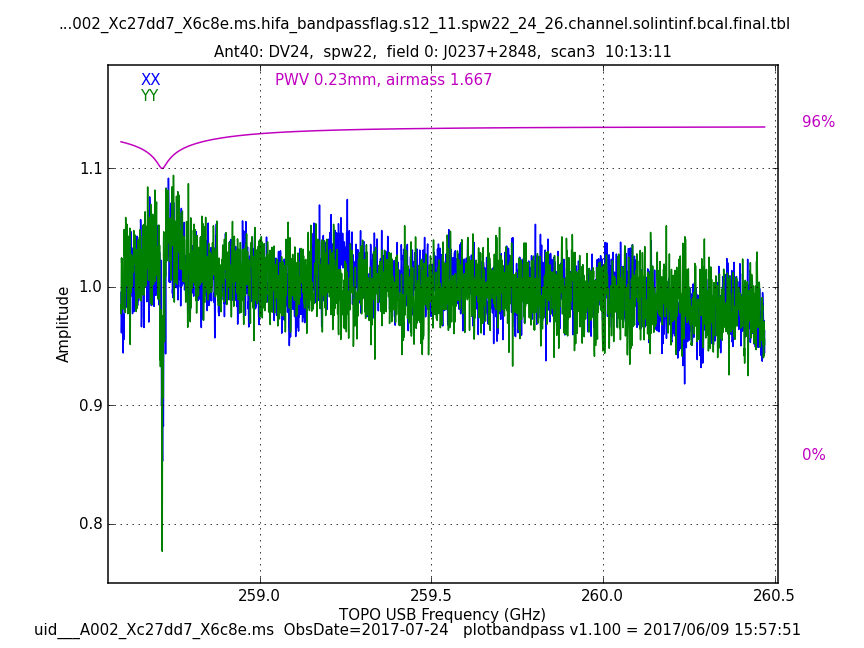 ...002_Xc27dd7_X6c8e.ms.hifa_bandpassflag.s12_11.spw22_24_26.channel.solintinf.bcal.final.tbl
Ant40: DV24, spw22, field 0: J0237+2848, scan3 10:13:11
XX
YY
PWV 0.23mm, airmass 1.667
96%
0%
1.1
1.0
0.9
0.8
Amplitude
259.0 259.5 260.0 260.5
TOPO USB Frequency (GHz)
uid___A002_Xc27dd7_X6c8e.ms ObsDate=2017-07-24 plotbandpass v1.100 = 2017/06/09 15:57:51